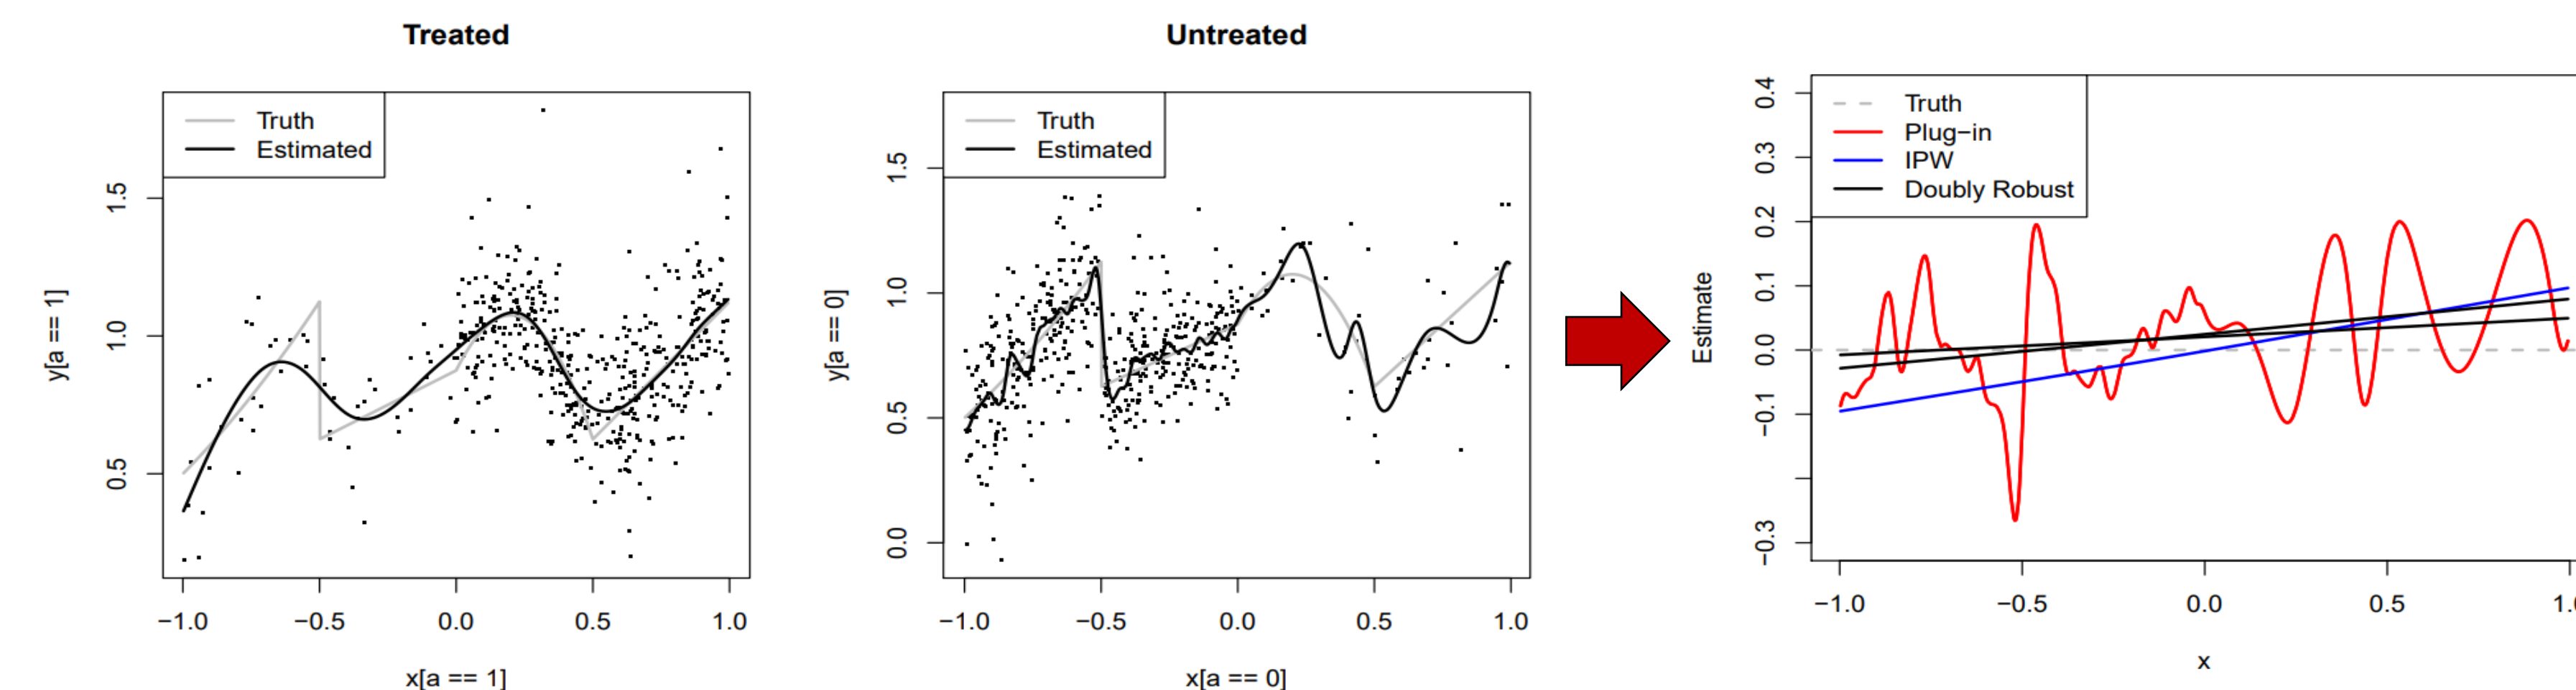 Treated
Truth
Estimated
1.5
1.0
0.5
y[a == 1]
−1.0 −0.5 0.0 0.5 1.0
x[a == 1]
Untreated
Truth
Estimated
1.5
1.0
0.5
0.0
y[a == 0]
−1.0 −0.5 0.0 0.5 1.0
x[a == 0]
Truth
Plug−in
IPW
Doubly Robust
0.4
0.3
0.2
0.1
0.0
−0.1
−0.3
Estimate
−1.0 −0.5 0.0 0.5
x